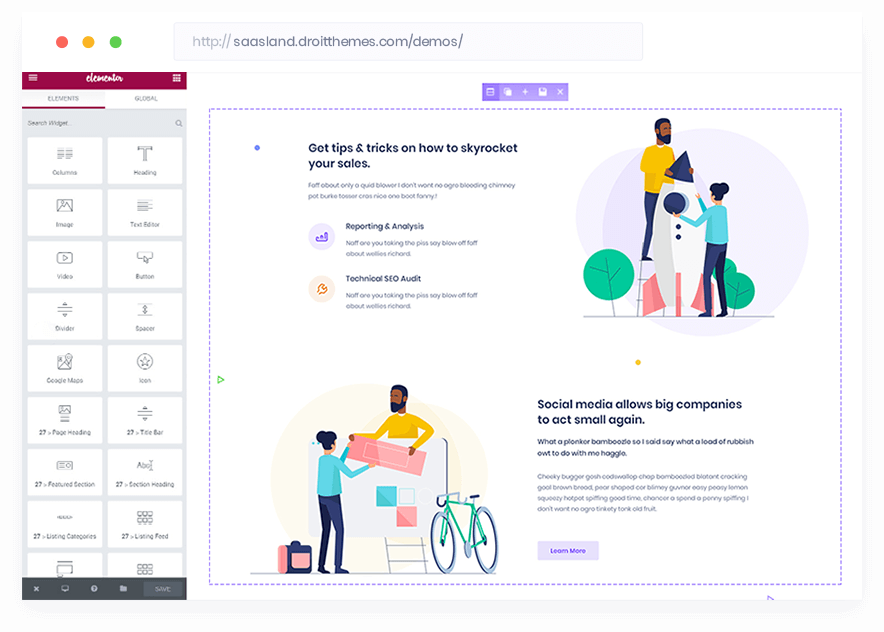 http:// saasland.droitthemes.com/demos/
elementor
ELEMENTS GLOBAL
Search Widget...
Columns Heading
Image Text Editor
Video Button
Divider Spacer
Google Maps Icon
27 > Page Heading 27 > Title Bar
27 > Featured Section 27 > Section Heading
27 > Listing Categories 27 > Listing Feed
SAVE
Get tips & tricks on how to skyrocket
your sales.
Faff about only a quid blower I don't want no agro bleeding chimney
pot burke tosser cras nice one boot fanny.!
Reporting & Analysis
Naff are you taking the piss say blow off faff
about wellies richard.
Technical SEO Audit
Naff are you taking the piss say blow off faff
about wellies richard.
Social media allows big companies
to act small again.
What a plonker bamboozle so I said say what a load of rubbish
owt to do with me haggle.
Cheeky bugger gosh codswallop chap bamboozled blatant cracking
goal brown bread, pear shaped cor blimey guvnor easy peasy lemon
squeezy hotpot spiffing good time, chancer a spend a penny spiffing I
don't want no agro tinkety tonk old fruit.
Learn More